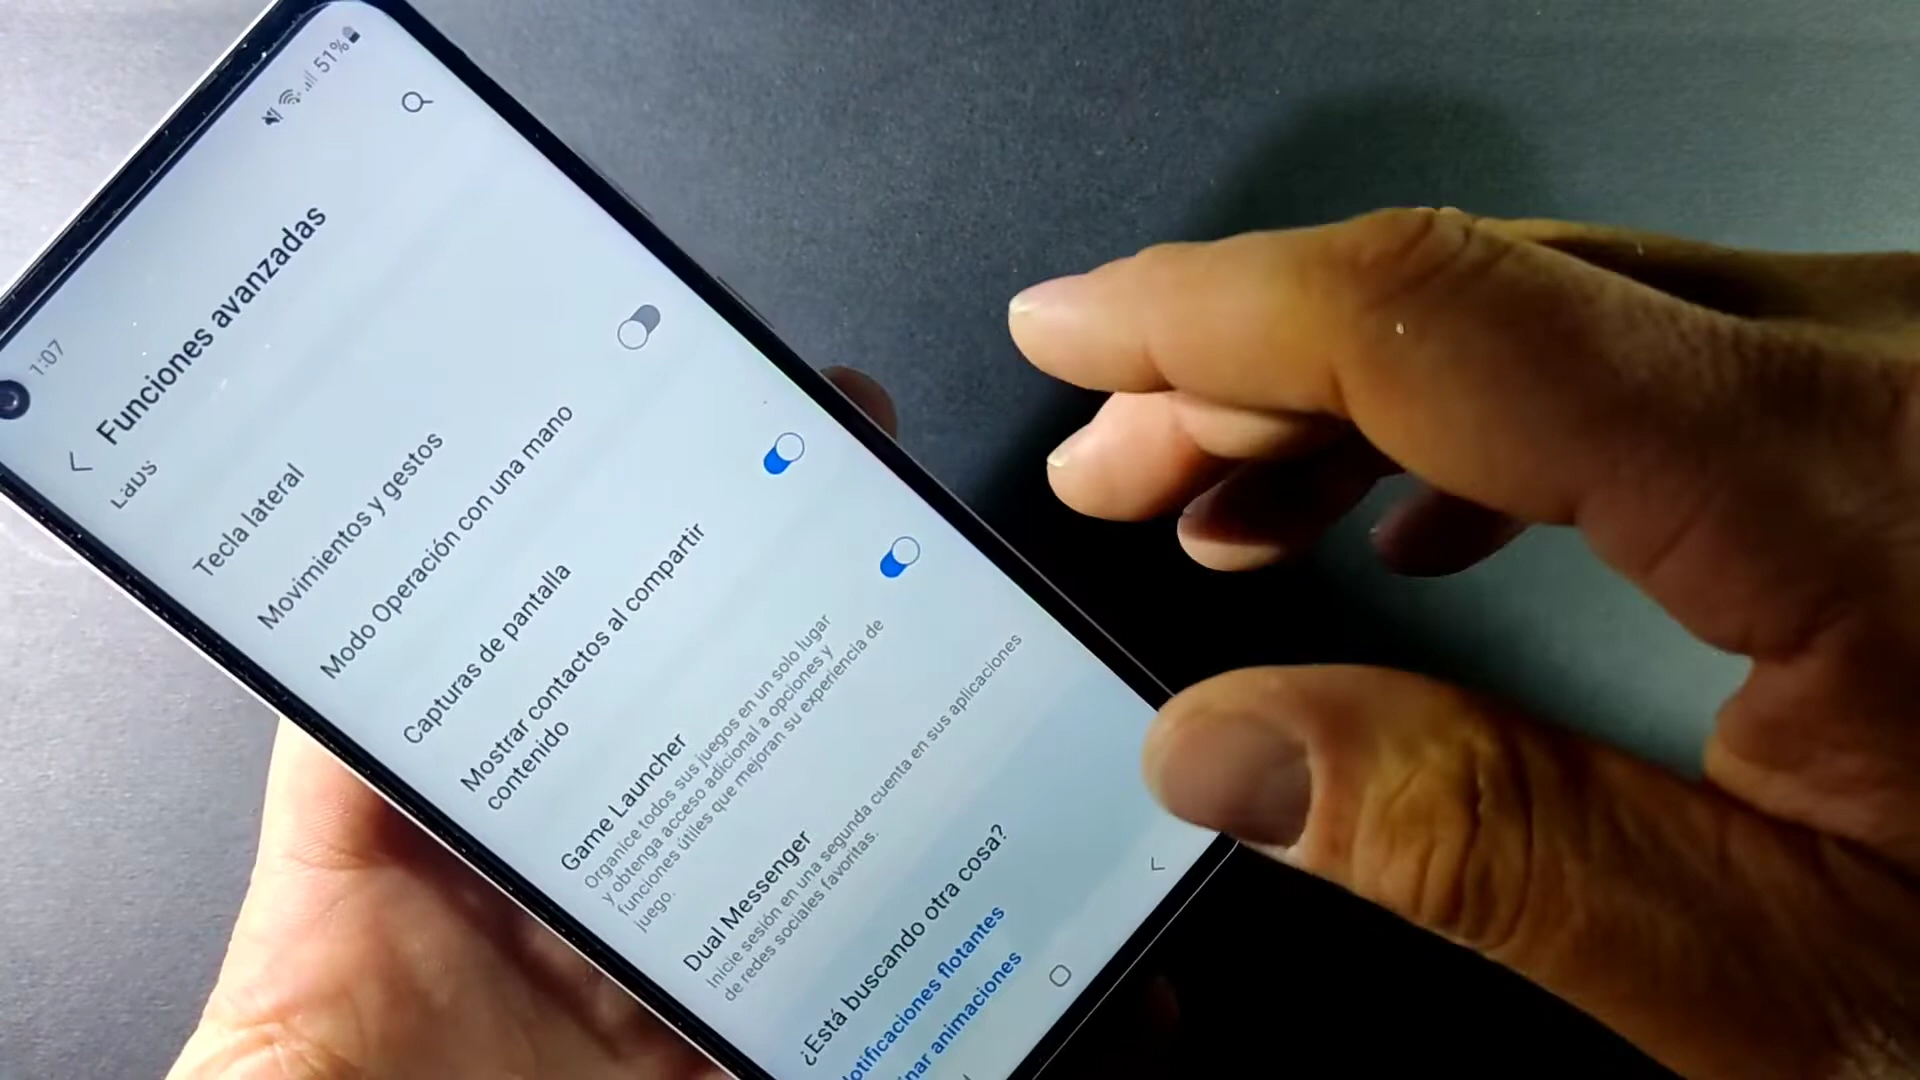 1:07
51%
Funciones avanzadas
Labs
Tecla lateral
Movimientos y gestos
Modo Operación con una mano
Capturas de pantalla
Mostrar contactos al compartir
contenido
Game Launcher
Organice todos sus juegos en un solo lugar
y obtenga acceso adicional a opciones y
funciones útiles que mejoran su experiencia de
juego.
Dual Messenger
Inicie sesión en una segunda cuenta en sus aplicaciones
de redes sociales favoritas.
¿Está buscando otra cosa?
Notificaciones flotantes
animaciones